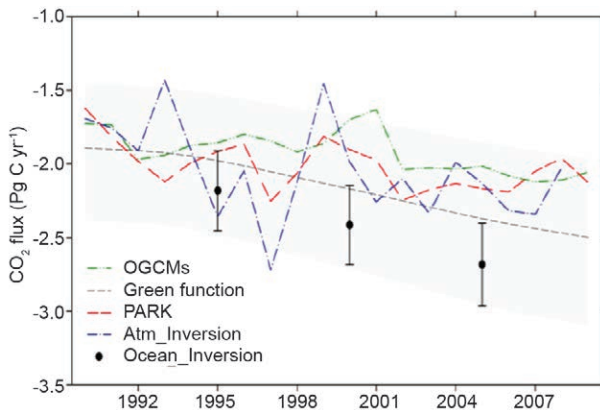 -1.0
-1.5
-2.0
-2.5
-3.0
-3.5
CO₂ flux (Pg C yr⁻¹)
OGCMs
Green function
PARK
Atm_Inversion
Ocean_Inversion
1992 1995 1998 2001 2004 2007